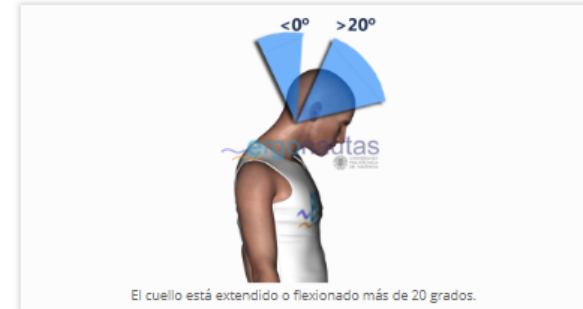 <0º >20º
ergonautas
El cuello está extendido o flexionado más de 20 grados.